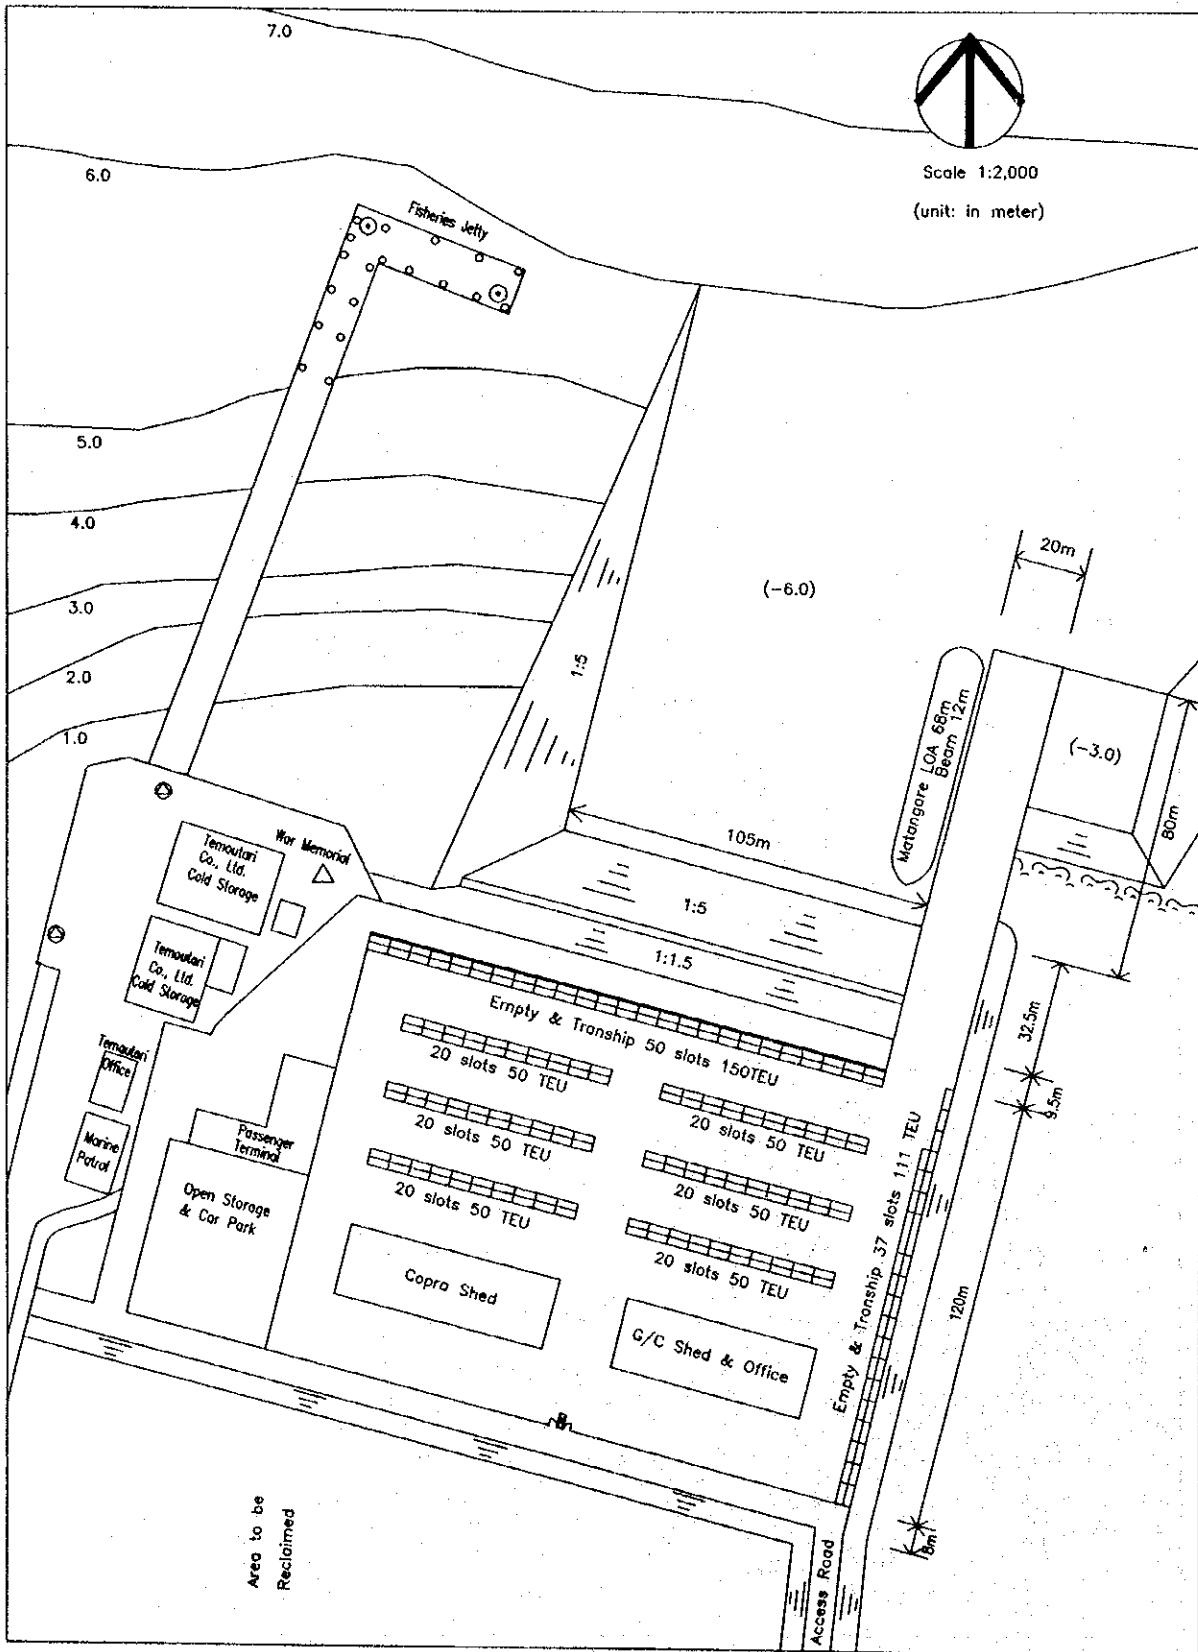 7.0
6.0
Scale 1:2,000
(unit: in meter)
Fisheries Jetty
5.0
4.0
3.0
2.0
1.0
(-6.0)
20m
1:5
Matangare LOA 68m
Beam 12m
(-3.0)
80m
105m
1:5
1:1.5
War Memorial
Temoutari
Co., Ltd.
Cold Storage
Temoutari
Co., Ltd.
Cold Storage
Temoutari
Office
Marine
Patrol
Passenger
Terminal
Open Storage
& Car Park
Empty & Tranship 50 slots 150TEU
20 slots 50 TEU
20 slots 50 TEU
20 slots 50 TEU
20 slots 50 TEU
20 slots 50 TEU
20 slots 50 TEU
Copra Shed
G/C Shed & Office
Empty & Tranship 37 slots 111 TEU
32.5m
9.5m
120m
8m
Area to be
Reclaimed
Access Road